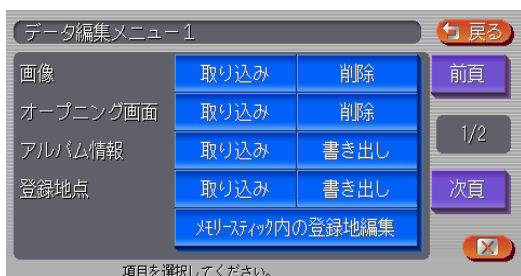 データ編集メニュー1
戻る
画像 取り込み 削除 前頁
オープニング画面 取り込み 削除
アルバム情報 取り込み 書き出し 1/2
登録地点 取り込み 書き出し 次頁
メモリースティック内の登録地編集
項目を選択してください。